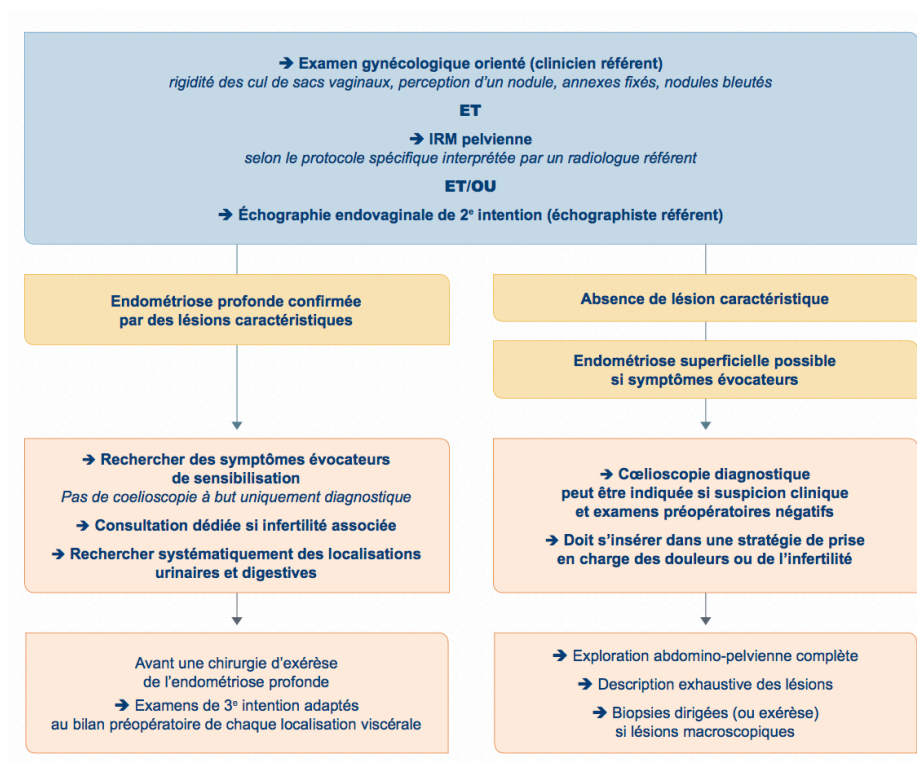 ➔ Examen gynécologique orienté (clinicien référent)
rigidité des cul de sacs vaginaux, perception d’un nodule, annexes fixés, nodules bleutés
ET
➔ IRM pelvienne
selon le protocole spécifique interprétée par un radiologue référent
ET/OU
➔ Échographie endovaginale de 2e intention (échographiste référent)
Endométriose profonde confirmée
par des lésions caractéristiques
Absence de lésion caractéristique
Endométriose superficielle possible
si symptômes évocateurs
➔ Rechercher des symptômes évocateurs
de sensibilisation
Pas de coelioscopie à but uniquement diagnostique
➔ Consultation dédiée si infertilité associée
➔ Rechercher systématiquement des localisations
urinaires et digestives
➔ Cœlioscopie diagnostique
peut être indiquée si suspicion clinique
et examens préopératoires négatifs
➔ Doit s’insérer dans une stratégie de prise
en charge des douleurs ou de l’infertilité
Avant une chirurgie d’exérèse
de l’endométriose profonde
➔ Examens de 3e intention adaptés
au bilan préopératoire de chaque localisation viscérale
➔ Exploration abdomino-pelvienne complète
➔ Description exhaustive des lésions
➔ Biopsies dirigées (ou exérèse)
si lésions macroscopiques